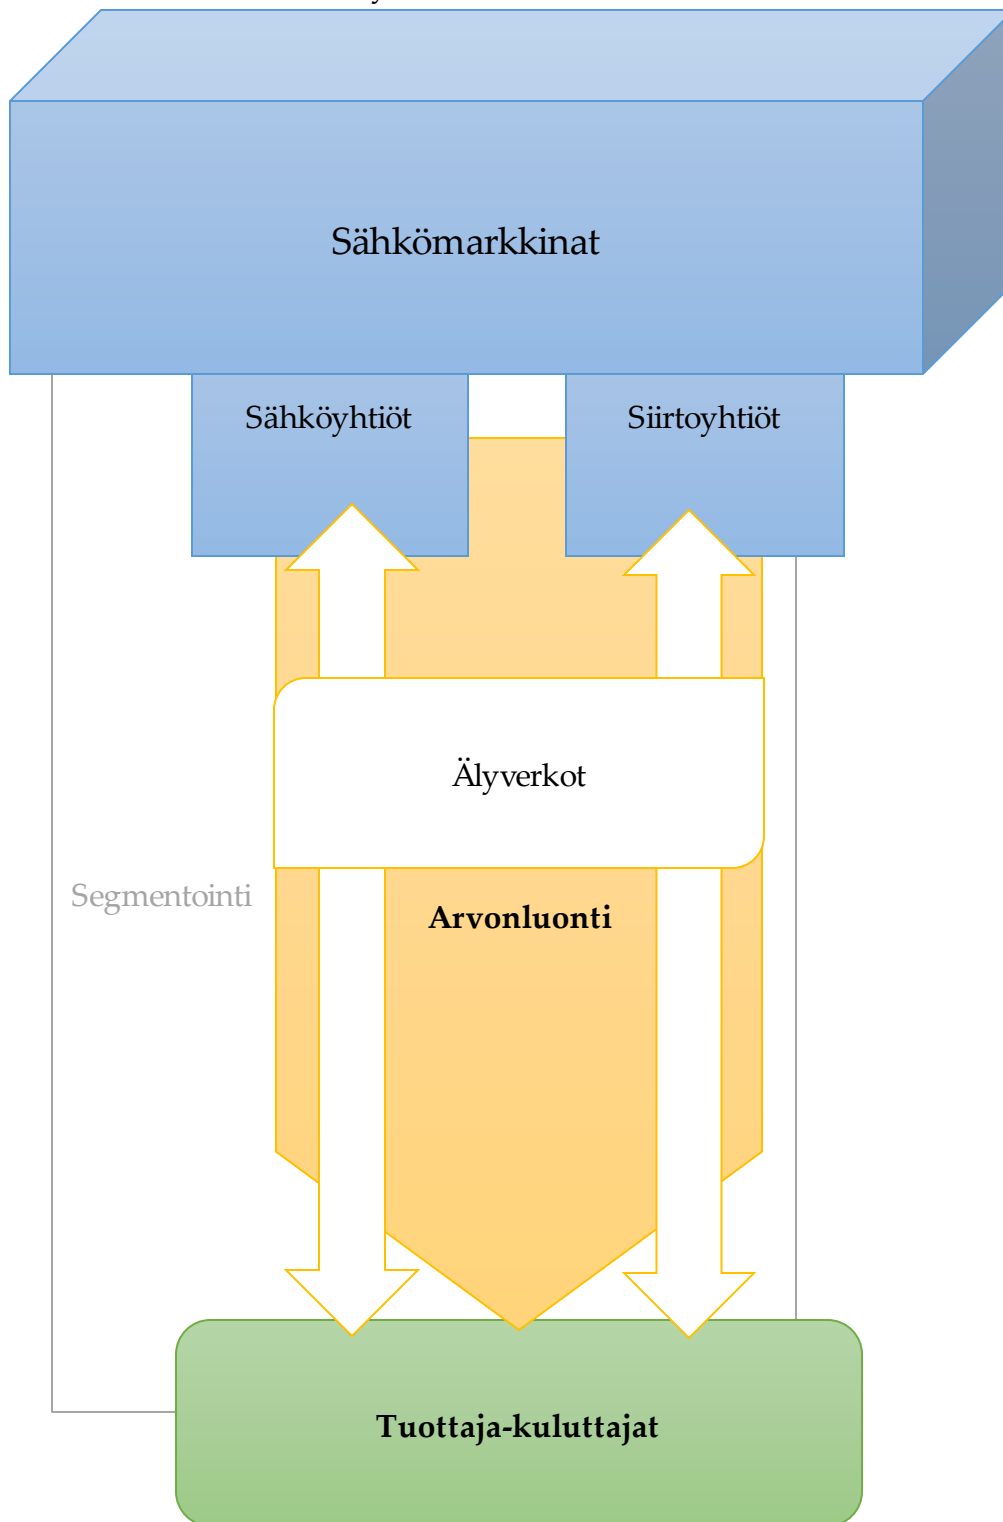 Sähkömarkkinat
Sähköyhtiöt
Siirtoyhtiöt
Älyverkot
Segmentointi
Arvonluonti
Tuottaja-kuluttajat